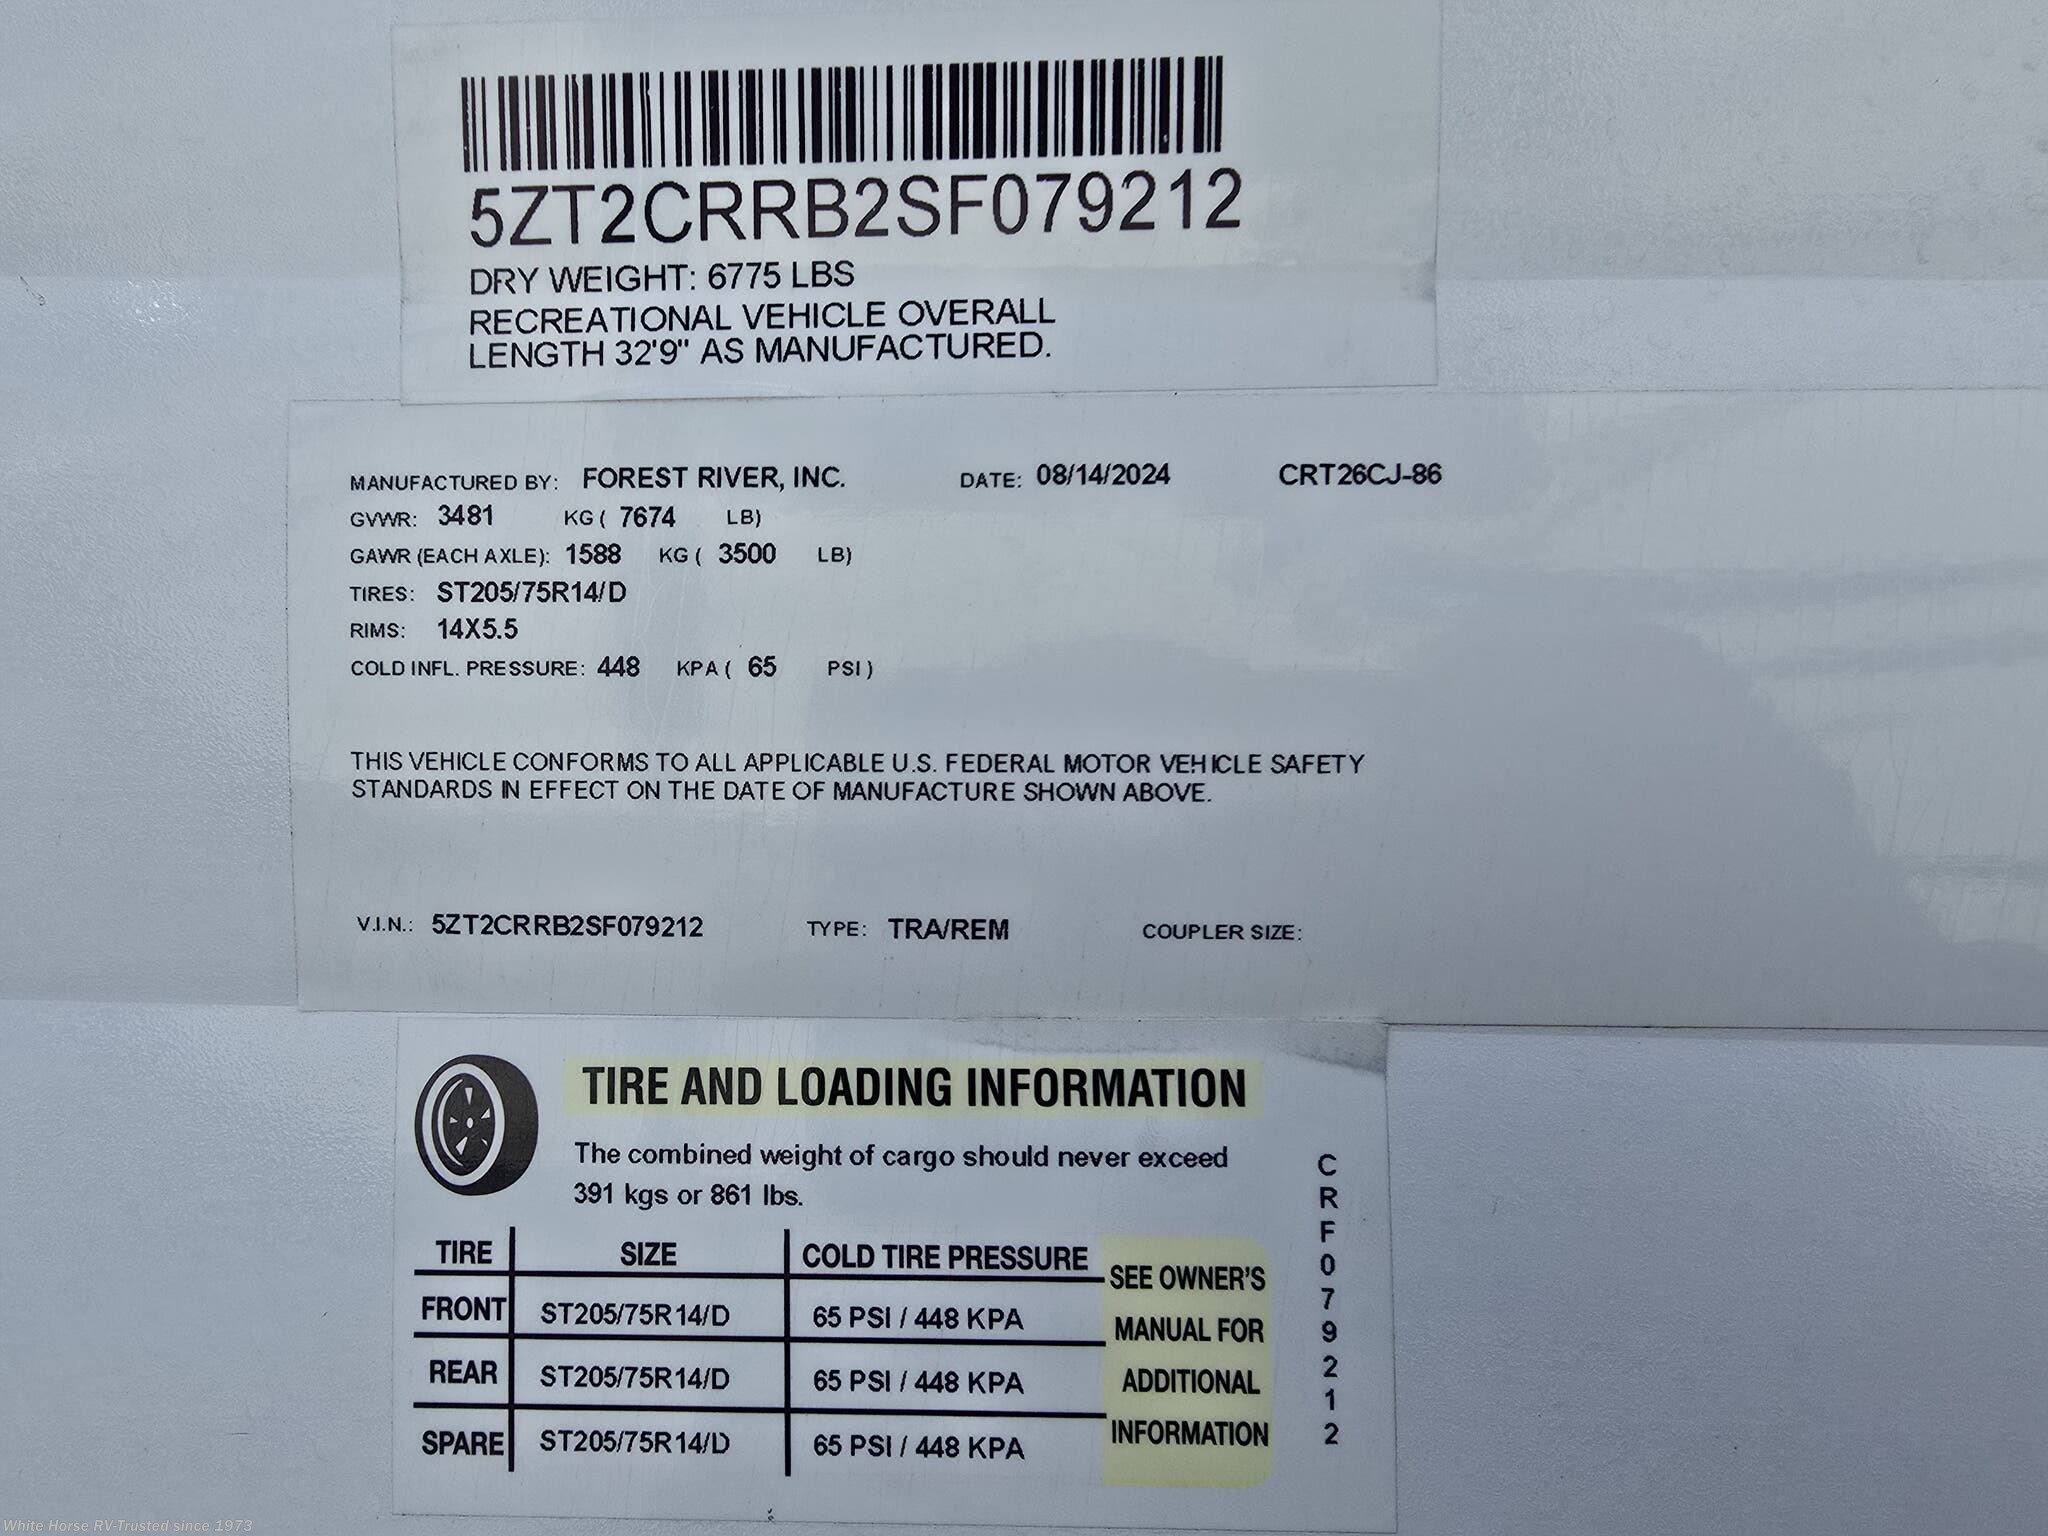 5ZT2CRRB2SF079212
DRY WEIGHT: 6775 LBS
RECREATIONAL VEHICLE OVERALL
LENGTH 32'9" AS MANUFACTURED.
MANUFACTURED BY: FOREST RIVER, INC. DATE: 08/14/2024 CRT26CJ-86
GVWR: 3481 KG ( 7674 LB)
GAWR (EACH AXLE): 1588 KG ( 3500 LB)
TIRES: ST205/75R14/D
RIMS: 14X5.5
COLD INFL. PRESSURE: 448 KPA ( 65 PSI )
THIS VEHICLE CONFORMS TO ALL APPLICABLE U.S. FEDERAL MOTOR VEHICLE SAFETY
STANDARDS IN EFFECT ON THE DATE OF MANUFACTURE SHOWN ABOVE.
V.I.N.: 5ZT2CRRB2SF079212 TYPE: TRA/REM COUPLER SIZE:
TIRE AND LOADING INFORMATION
The combined weight of cargo should never exceed
391 kgs or 861 lbs.
TIRE SIZE COLD TIRE PRESSURE
FRONT ST205/75R14/D 65 PSI / 448 KPA
REAR ST205/75R14/D 65 PSI / 448 KPA
SPARE ST205/75R14/D 65 PSI / 448 KPA
SEE OWNER'S
MANUAL FOR
ADDITIONAL
INFORMATION
CRF079212
White Horse RV-Trusted since 1973